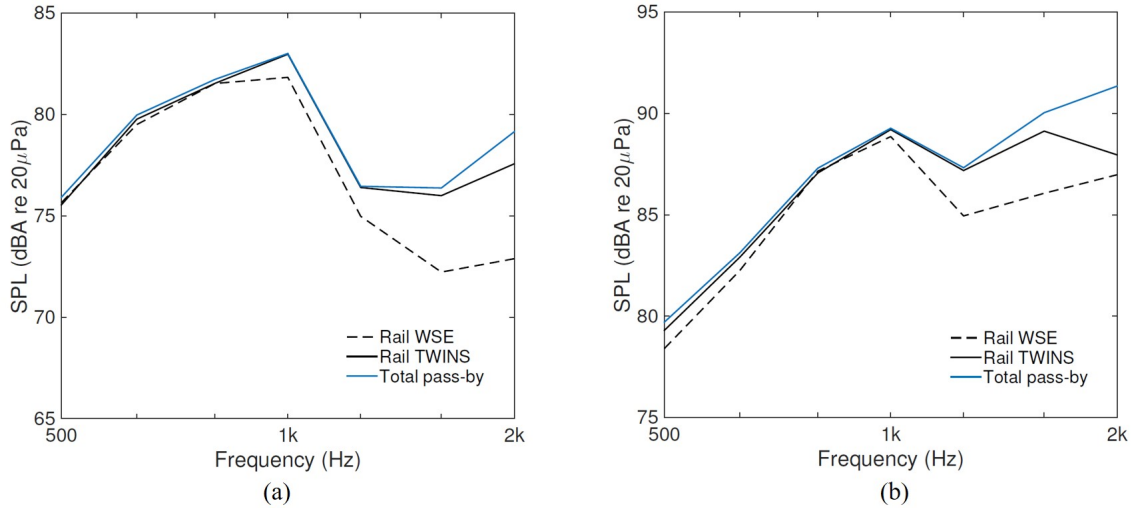 85
80
75
70
65
SPL (dBA re 20μPa)
500
1k
2k
Frequency (Hz)
Rail WSE
Rail TWINS
Total pass-by
(a)
95
90
85
80
75
SPL (dBA re 20μPa)
500
1k
2k
Frequency (Hz)
Rail WSE
Rail TWINS
Total pass-by
(b)